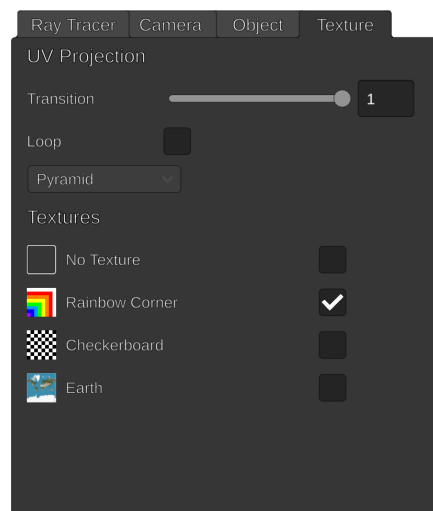 Ray Tracer Camera Object Texture
UV Projection
Transition 1
Loop
Pyramid
Textures
No Texture
Rainbow Corner
Checkerboard
Earth